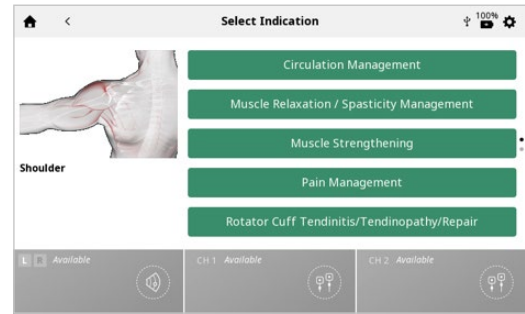 Select Indication
100%
Circulation Management
Muscle Relaxation / Spasticity Management
Muscle Strengthening
Shoulder
Pain Management
Rotator Cuff Tendinitis/Tendinopathy/Repair
L R Available
CH 1 Available
CH 2 Available